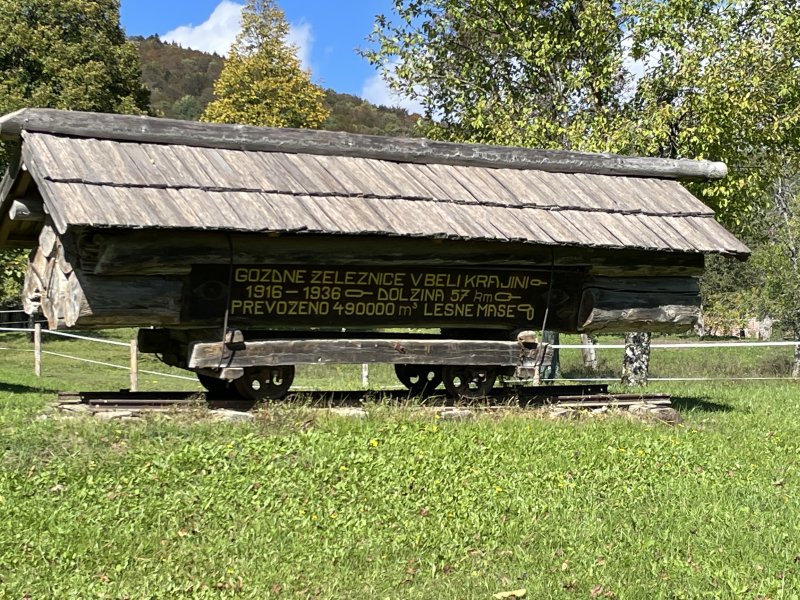 GOZDNE ŽELEZNICE V BELI KRAJINI
1916 - 1936 DOLŽINA 57 km
PREVOŽENO 490000 m³ LESNE MASE